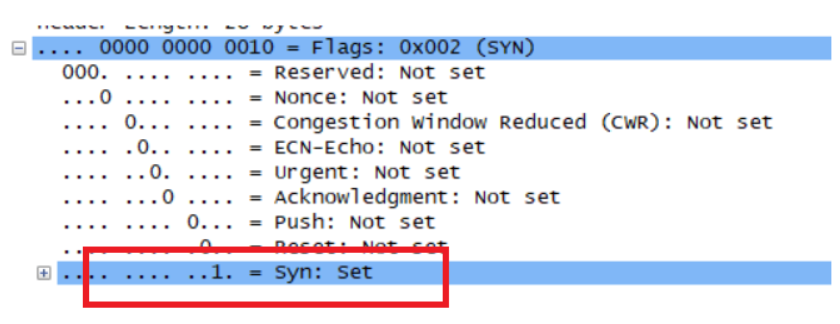 Header Length: 20 bytes
.... 0000 0000 0010 = Flags: 0x002 (SYN)
000. .... .... = Reserved: Not set
...0 .... .... = Nonce: Not set
.... 0... .... = Congestion Window Reduced (CWR): Not set
.... .0.. .... = ECN-Echo: Not set
.... ..0. .... = Urgent: Not set
.... ...0 .... = Acknowledgment: Not set
.... .... 0... = Push: Not set
.... .... .0.. = Reset: Not set
.... .... ..1. = Syn: Set